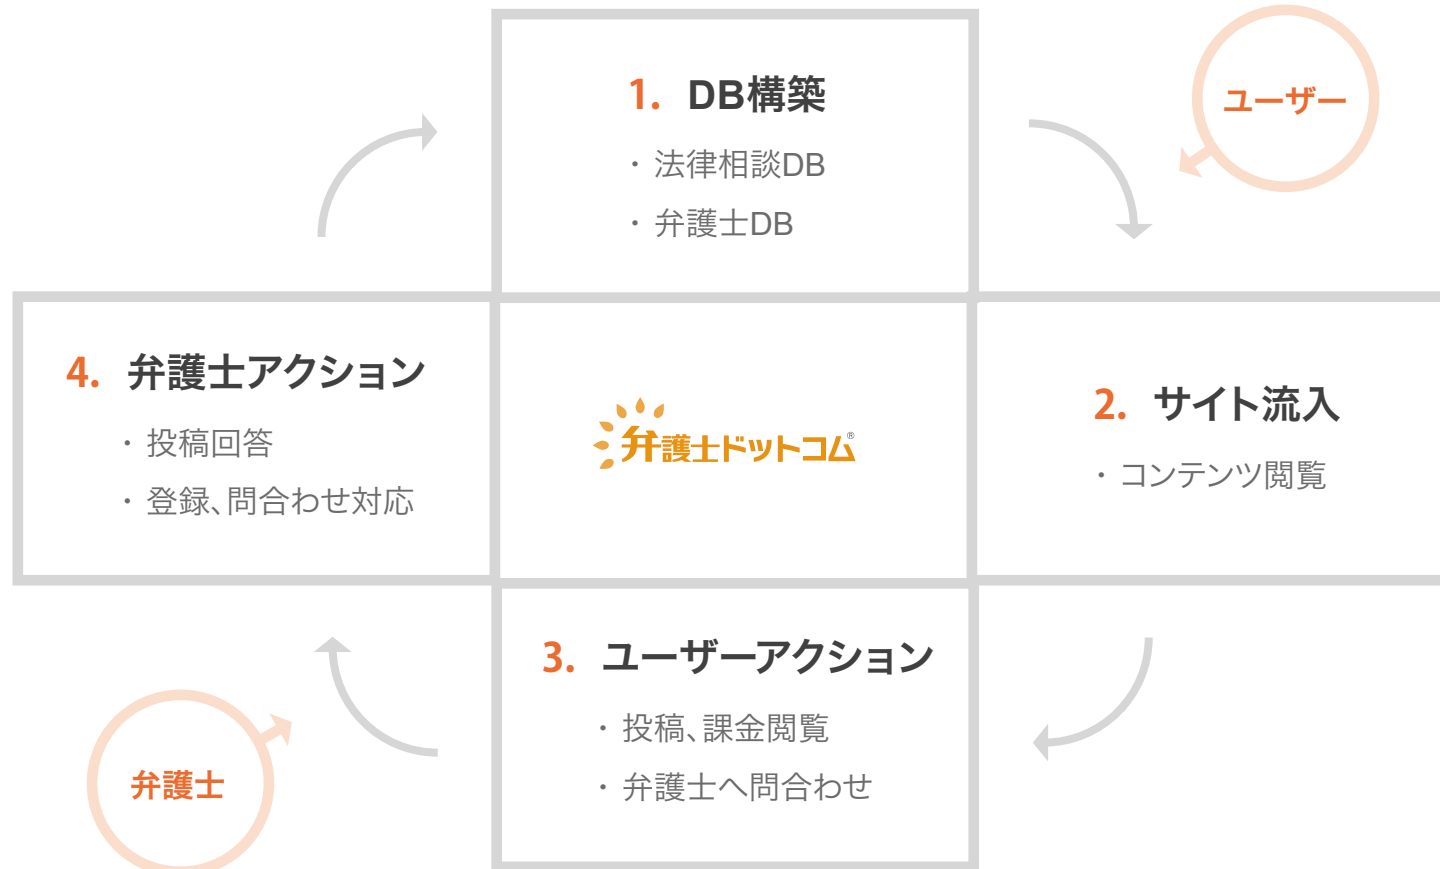 1. DB構築
・ 法律相談DB
・ 弁護士DB
ユーザー
4. 弁護士アクション
・ 投稿回答
・ 登録、問合わせ対応
弁護士ドットコム®
2. サイト流入
・ コンテンツ閲覧
3. ユーザーアクション
・ 投稿、課金閲覧
・ 弁護士へ問合わせ
弁護士